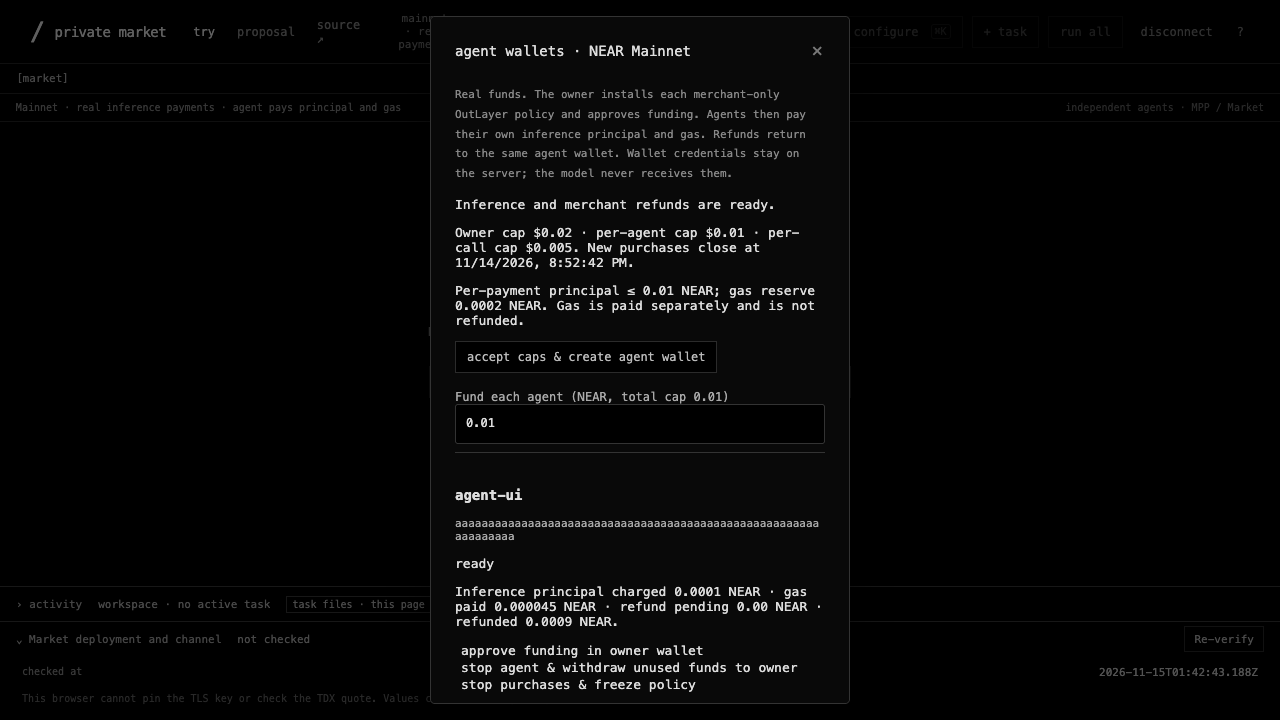 / private market
try
proposal
source
↗
configure ⌘K
+ task
run all
disconnect
?
[market]
Mainnet · real inference payments · agent pays principal and gas
independent agents · MPP / Market
agent wallets · NEAR Mainnet ✕
Real funds. The owner installs each merchant-only
OutLayer policy and approves funding. Agents then pay
their own inference principal and gas. Refunds return
to the same agent wallet. Wallet credentials stay on
the server; the model never receives them.
Inference and merchant refunds are ready.
Owner cap $0.02 · per-agent cap $0.01 · per-
call cap $0.005. New purchases close at
11/14/2026, 8:52:42 PM.
Per-payment principal ≤ 0.01 NEAR; gas reserve
0.0002 NEAR. Gas is paid separately and is not
refunded.
accept caps & create agent wallet
Fund each agent (NEAR, total cap 0.01)
0.01
agent-ui
aaaaaaaaaaaaaaaaaaaaaaaaaaaaaaaaaaaaaaaaaaaaaaaaaaaaaaa
aaaaaaaaa
ready
Inference principal charged 0.0001 NEAR · gas
paid 0.000045 NEAR · refund pending 0.00 NEAR ·
refunded 0.0009 NEAR.
approve funding in owner wallet
stop agent & withdraw unused funds to owner
stop purchases & freeze policy
› activity workspace · no active task task files · this page
⌄ Market deployment and channel not checked
Re-verify
checked at
2026-11-15T01:42:43.188Z
This browser cannot pin the TLS key or check the TDX quote. Values